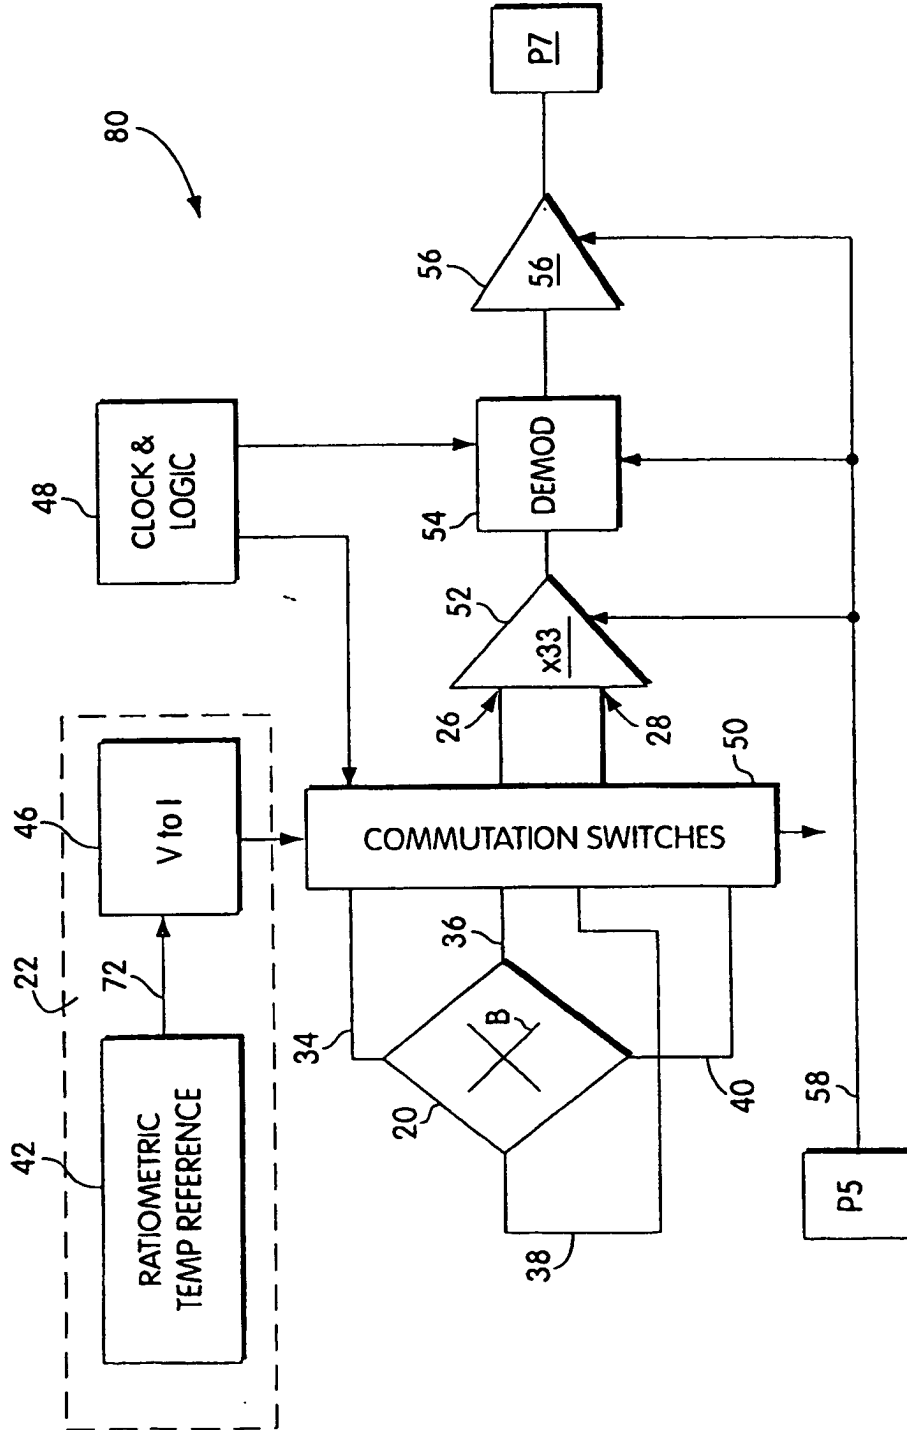 80
42
22
72
46
48
RATIOMETRIC
TEMP REFERENCE
V to I
CLOCK &
LOGIC
34
36
20
B
38
40
COMMUTATION SWITCHES
50
26
28
52
x33
54
DEMOD
56
56
P7
P5
58